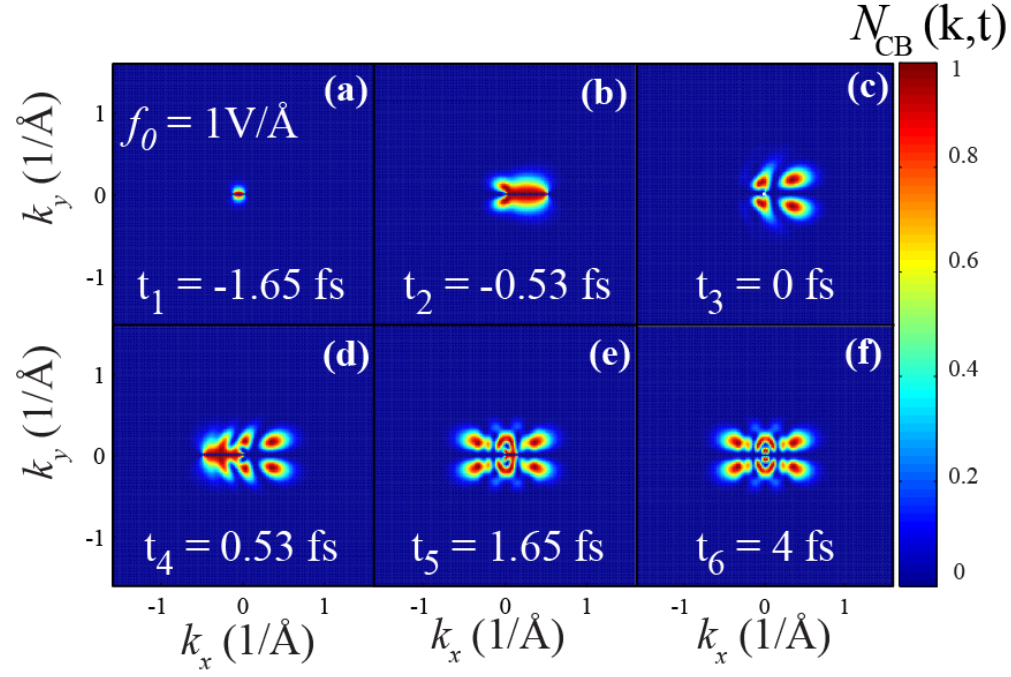 N_CB (k,t)
(a)
f_0 = 1V/Å
t_1 = -1.65 fs
(b)
t_2 = -0.53 fs
(c)
t_3 = 0 fs
k_y (1/Å)
1
0
-1
(d)
t_4 = 0.53 fs
(e)
t_5 = 1.65 fs
(f)
t_6 = 4 fs
k_y (1/Å)
1
0
-1
-1 0 1
-1 0 1
-1 0 1
k_x (1/Å)
k_x (1/Å)
k_x (1/Å)
1
0.8
0.6
0.4
0.2
0